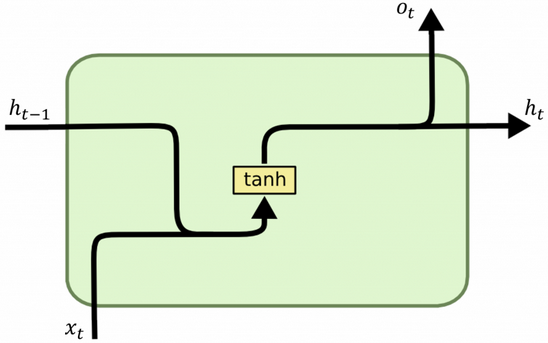 o_t
h_{t-1}
h_t
tanh
x_t